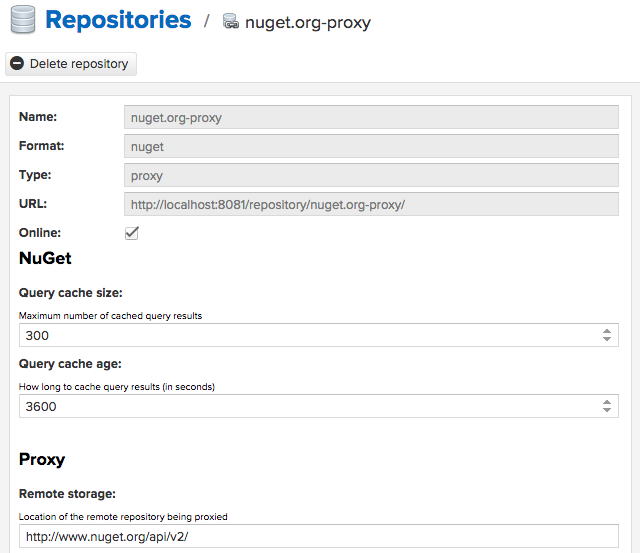 Repositories / nuget.org-proxy
Delete repository
Name: nuget.org-proxy
Format: nuget
Type: proxy
URL: http://localhost:8081/repository/nuget.org-proxy/
Online:
NuGet
Query cache size:
Maximum number of cached query results
300
Query cache age:
How long to cache query results (in seconds)
3600
Proxy
Remote storage:
Location of the remote repository being proxied
http://www.nuget.org/api/v2/